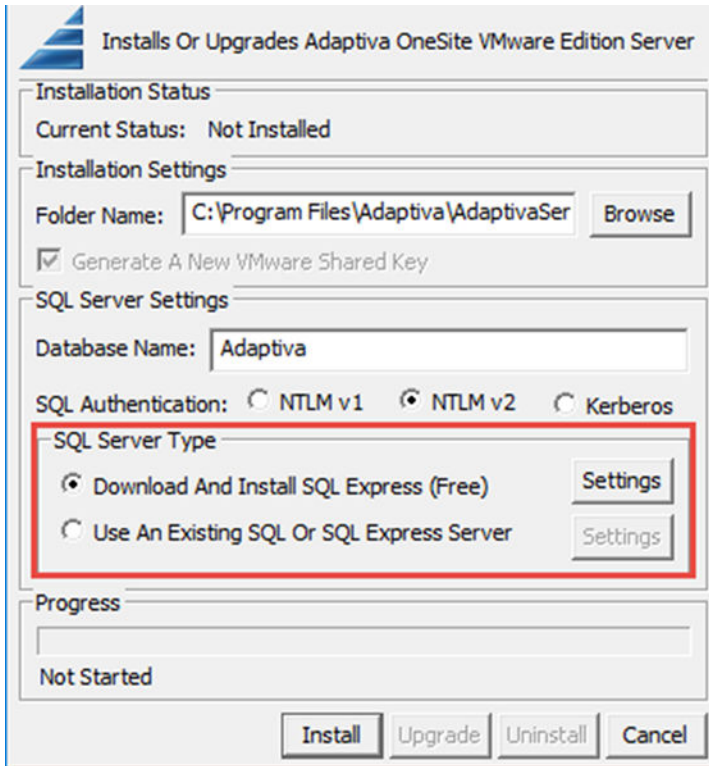 Installs Or Upgrades Adaptiva OneSite VMware Edition Server
Installation Status
Current Status: Not Installed
Installation Settings
Folder Name: C:\Program Files\Adaptiva\AdaptivaSer Browse
Generate A New VMware Shared Key
SQL Server Settings
Database Name: Adaptiva
SQL Authentication: NTLM v1 NTLM v2 Kerberos
SQL Server Type
Download And Install SQL Express (Free) Settings
Use An Existing SQL Or SQL Express Server Settings
Progress
Not Started
Install Upgrade Uninstall Cancel